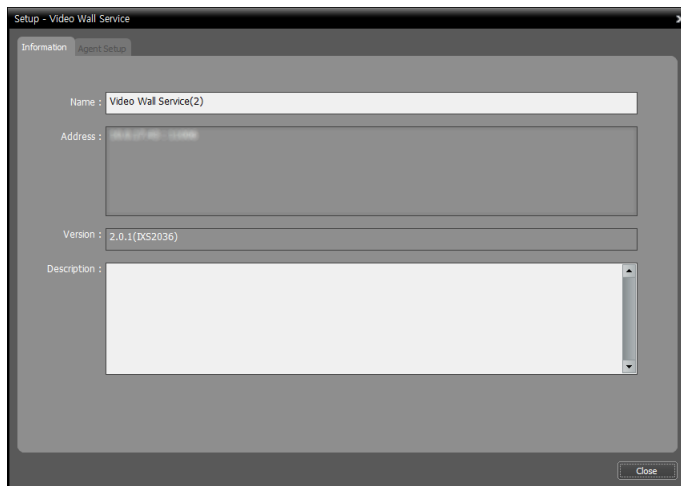 Setup - Video Wall Service
Information Agent Setup
Name : Video Wall Service(2)
Address :
Version : 2.0.1(IXS2036)
Description :
Close